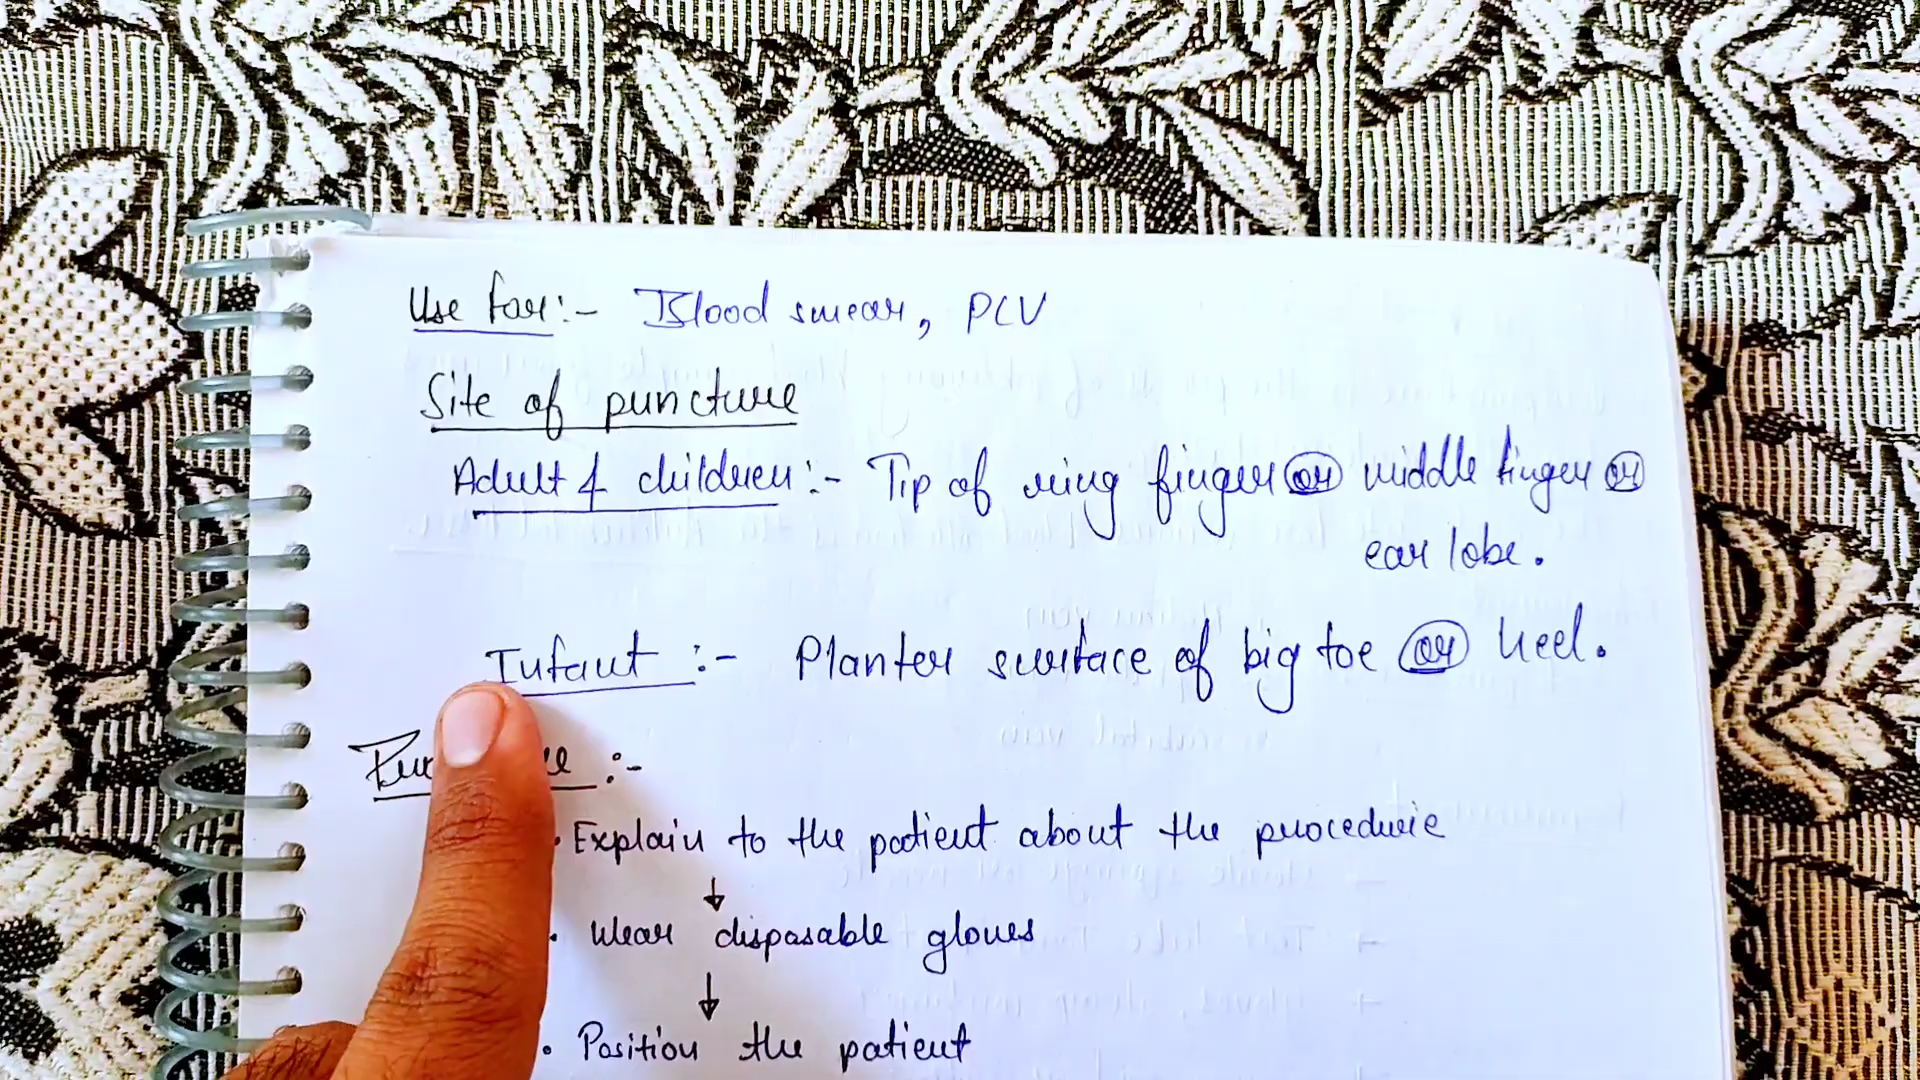 Use for:- Blood smear, PCV
Site of puncture
Adult & children:- Tip of ring finger or middle finger or
ear lobe.
Infant :- Planter surface of big toe or heel.
:-
• Explain to the patient about the procedure
↓
• Wear disposable gloves
↓
• Position the patient